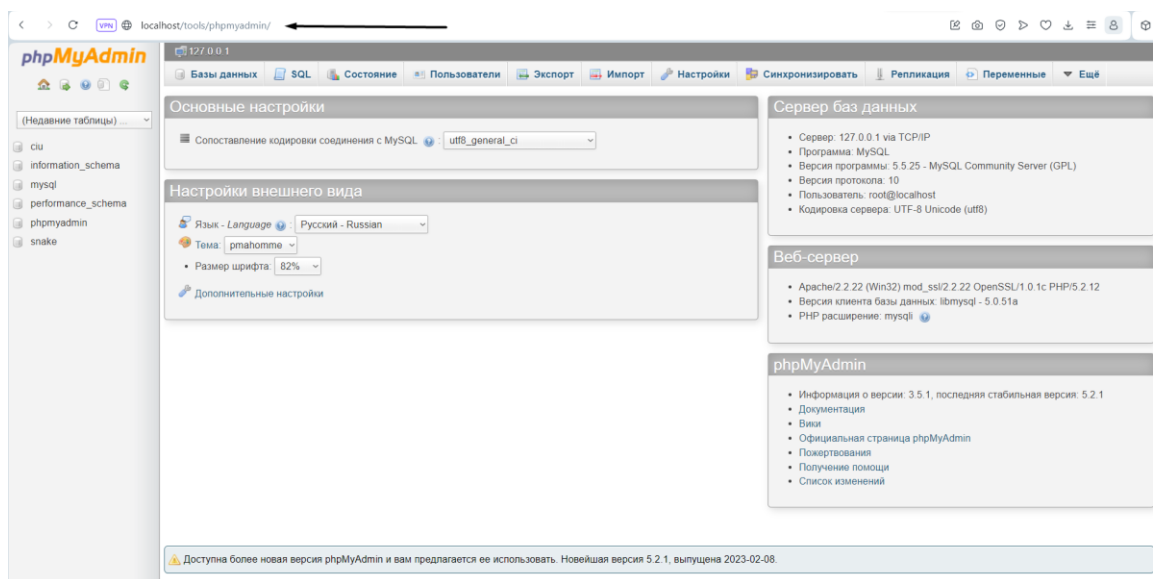 VPN
localhost/tools/phpmyadmin/
phpMyAdmin
(Недавние таблицы) ...
ciu
information_schema
mysql
performance_schema
phpmyadmin
snake
127.0.0.1
Базы данных
SQL
Состояние
Пользователи
Экспорт
Импорт
Настройки
Синхронизировать
Репликация
Переменные
Ещё
Основные настройки
Сопоставление кодировки соединения с MySQL : utf8_general_ci
Настройки внешнего вида
Язык - Language : Русский - Russian
Тема: pmahomme
• Размер шрифта: 82%
Дополнительные настройки
Сервер баз данных
• Сервер: 127.0.0.1 via TCP/IP
• Программа: MySQL
• Версия программы: 5.5.25 - MySQL Community Server (GPL)
• Версия протокола: 10
• Пользователь: root@localhost
• Кодировка сервера: UTF-8 Unicode (utf8)
Веб-сервер
• Apache/2.2.22 (Win32) mod_ssl/2.2.22 OpenSSL/1.0.1c PHP/5.2.12
• Версия клиента базы данных: libmysql - 5.0.51a
• PHP расширение: mysqli
phpMyAdmin
• Информация о версии: 3.5.1, последняя стабильная версия: 5.2.1
• Документация
• Вики
• Официальная страница phpMyAdmin
• Пожертвования
• Получение помощи
• Список изменений
Доступна более новая версия phpMyAdmin и вам предлагается ее использовать. Новейшая версия 5.2.1, выпущена 2023-02-08.